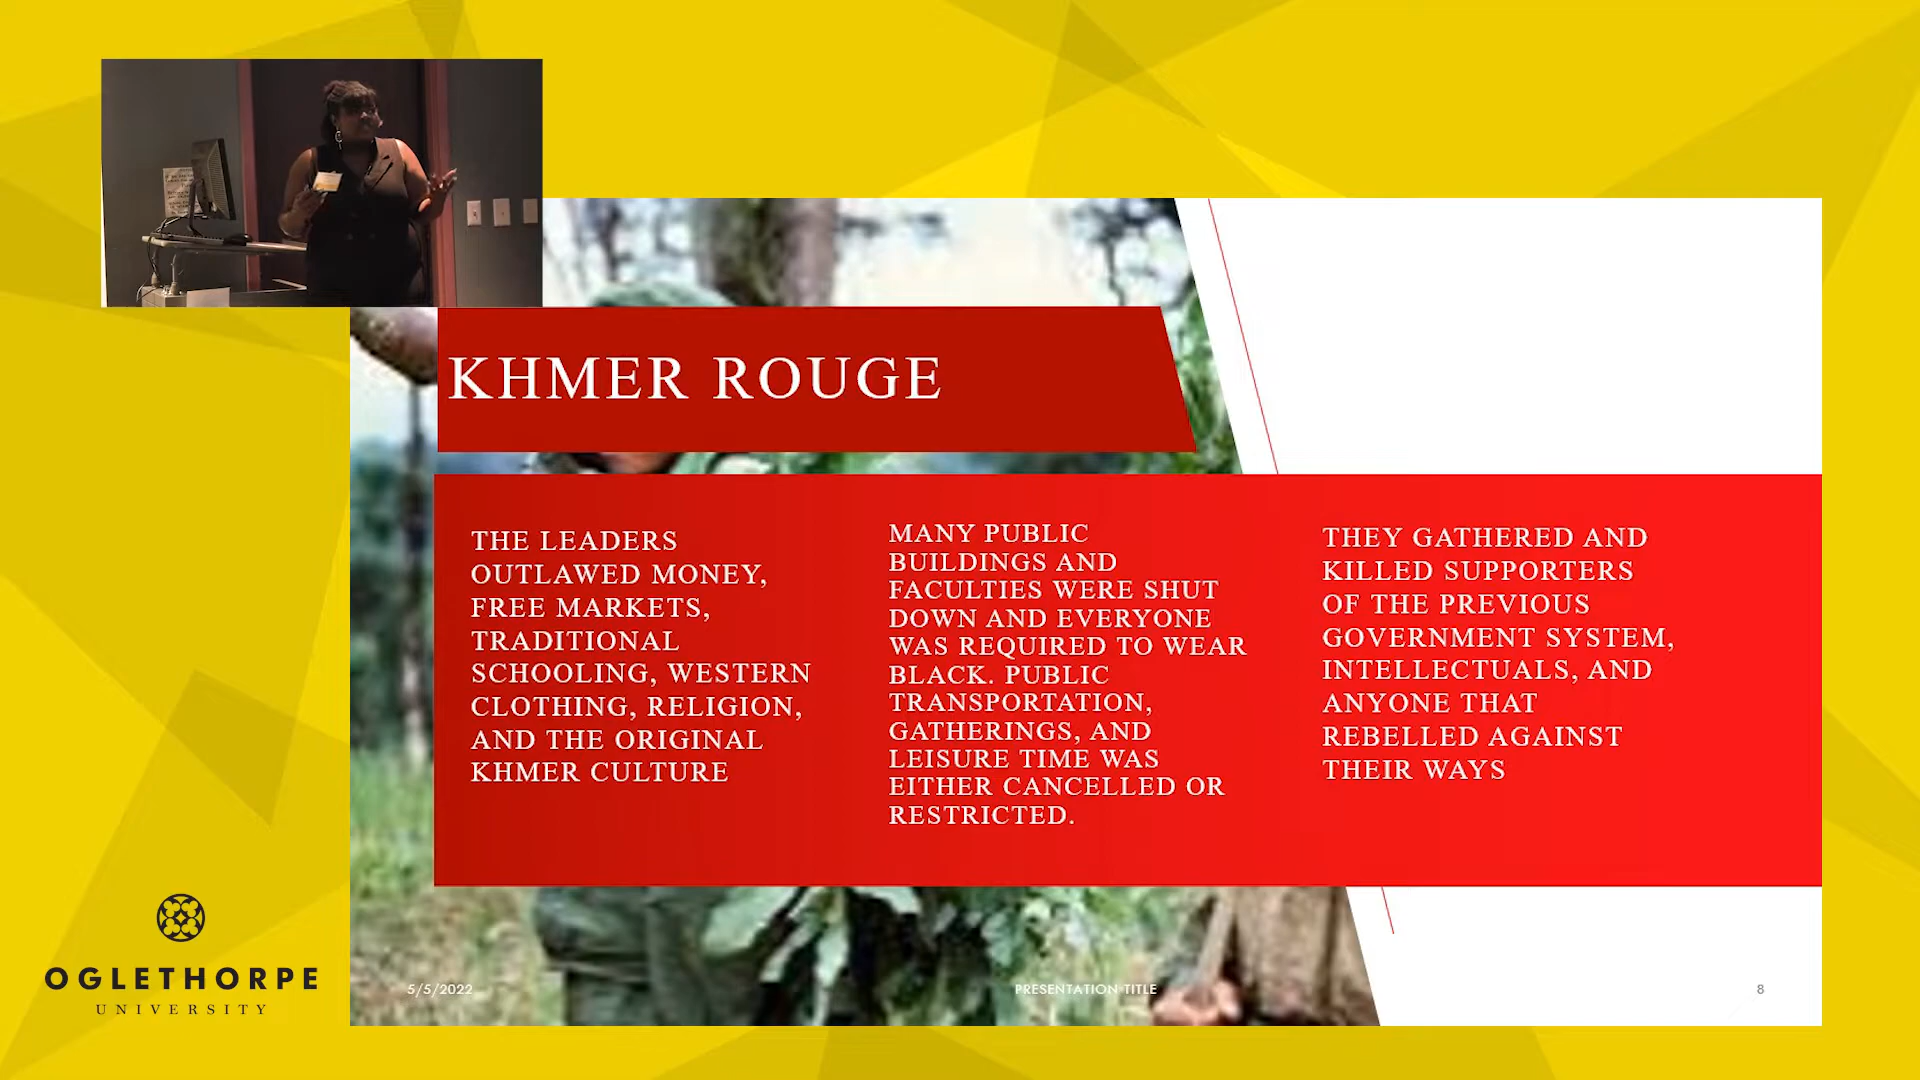 KHMER ROUGE
THE LEADERS
OUTLAWED MONEY,
FREE MARKETS,
TRADITIONAL
SCHOOLING, WESTERN
CLOTHING, RELIGION,
AND THE ORIGINAL
KHMER CULTURE
MANY PUBLIC
BUILDINGS AND
FACULTIES WERE SHUT
DOWN AND EVERYONE
WAS REQUIRED TO WEAR
BLACK. PUBLIC
TRANSPORTATION,
GATHERINGS, AND
LEISURE TIME WAS
EITHER CANCELLED OR
RESTRICTED.
THEY GATHERED AND
KILLED SUPPORTERS
OF THE PREVIOUS
GOVERNMENT SYSTEM,
INTELLECTUALS, AND
ANYONE THAT
REBELLED AGAINST
THEIR WAYS
5/5/2022
PRESENTATION TITLE
8
OGLETHORPE
UNIVERSITY